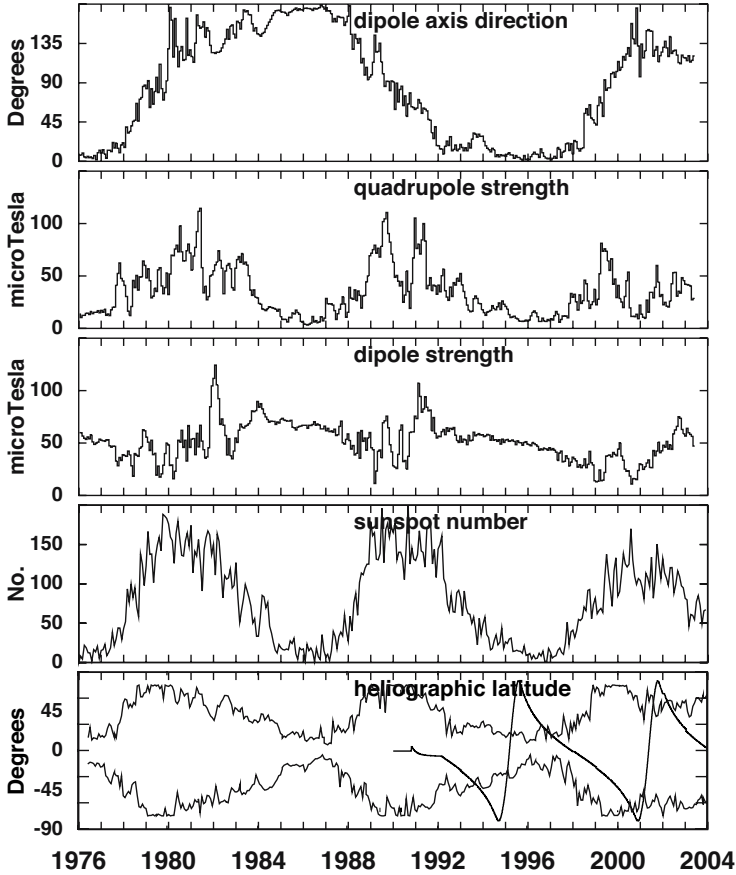 dipole axis direction
Degrees
135
90
45
0
quadrupole strength
microTesla
100
50
0
dipole strength
microTesla
100
50
0
sunspot number
No.
150
100
50
0
heliographic latitude
Degrees
45
0
-45
-90
1976 1980 1984 1988 1992 1996 2000 2004